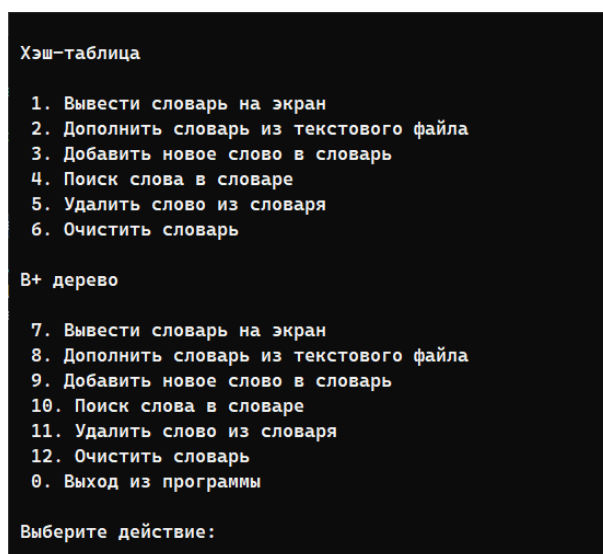 Хэш-таблица
1. Вывести словарь на экран
2. Дополнить словарь из текстового файла
3. Добавить новое слово в словарь
4. Поиск слова в словаре
5. Удалить слово из словаря
6. Очистить словарь
В+ дерево
7. Вывести словарь на экран
8. Дополнить словарь из текстового файла
9. Добавить новое слово в словарь
10. Поиск слова в словаре
11. Удалить слово из словаря
12. Очистить словарь
0. Выход из программы
Выберите действие: